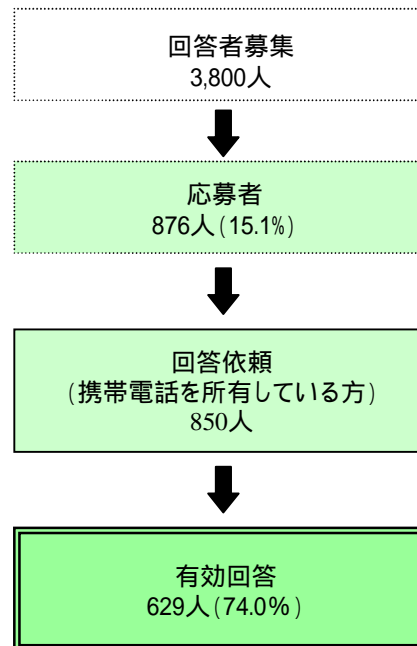 回答者募集
3,800人
応募者
876人(15.1%)
回答依頼
(携帯電話を所有している方)
850人
有効回答
629人(74.0%)